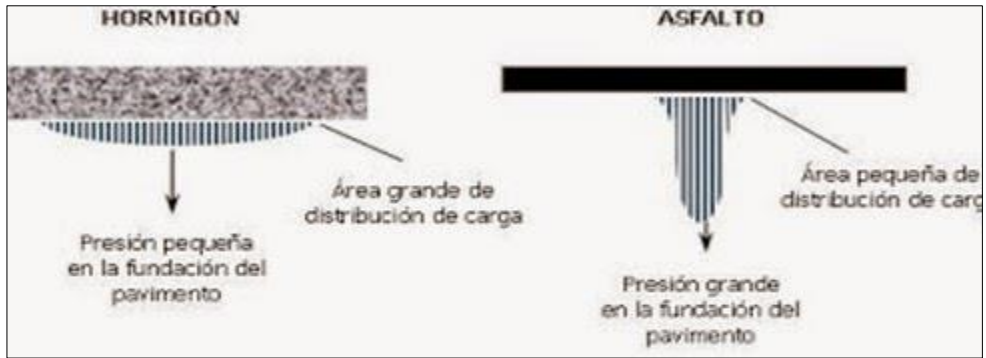 HORMIGÓN
Área grande de
distribución de carga
Presión pequeña
en la fundación del
pavimento
ASFALTO
Área pequeña de
distribución de carg
Presión grande
en la fundación del
pavimento